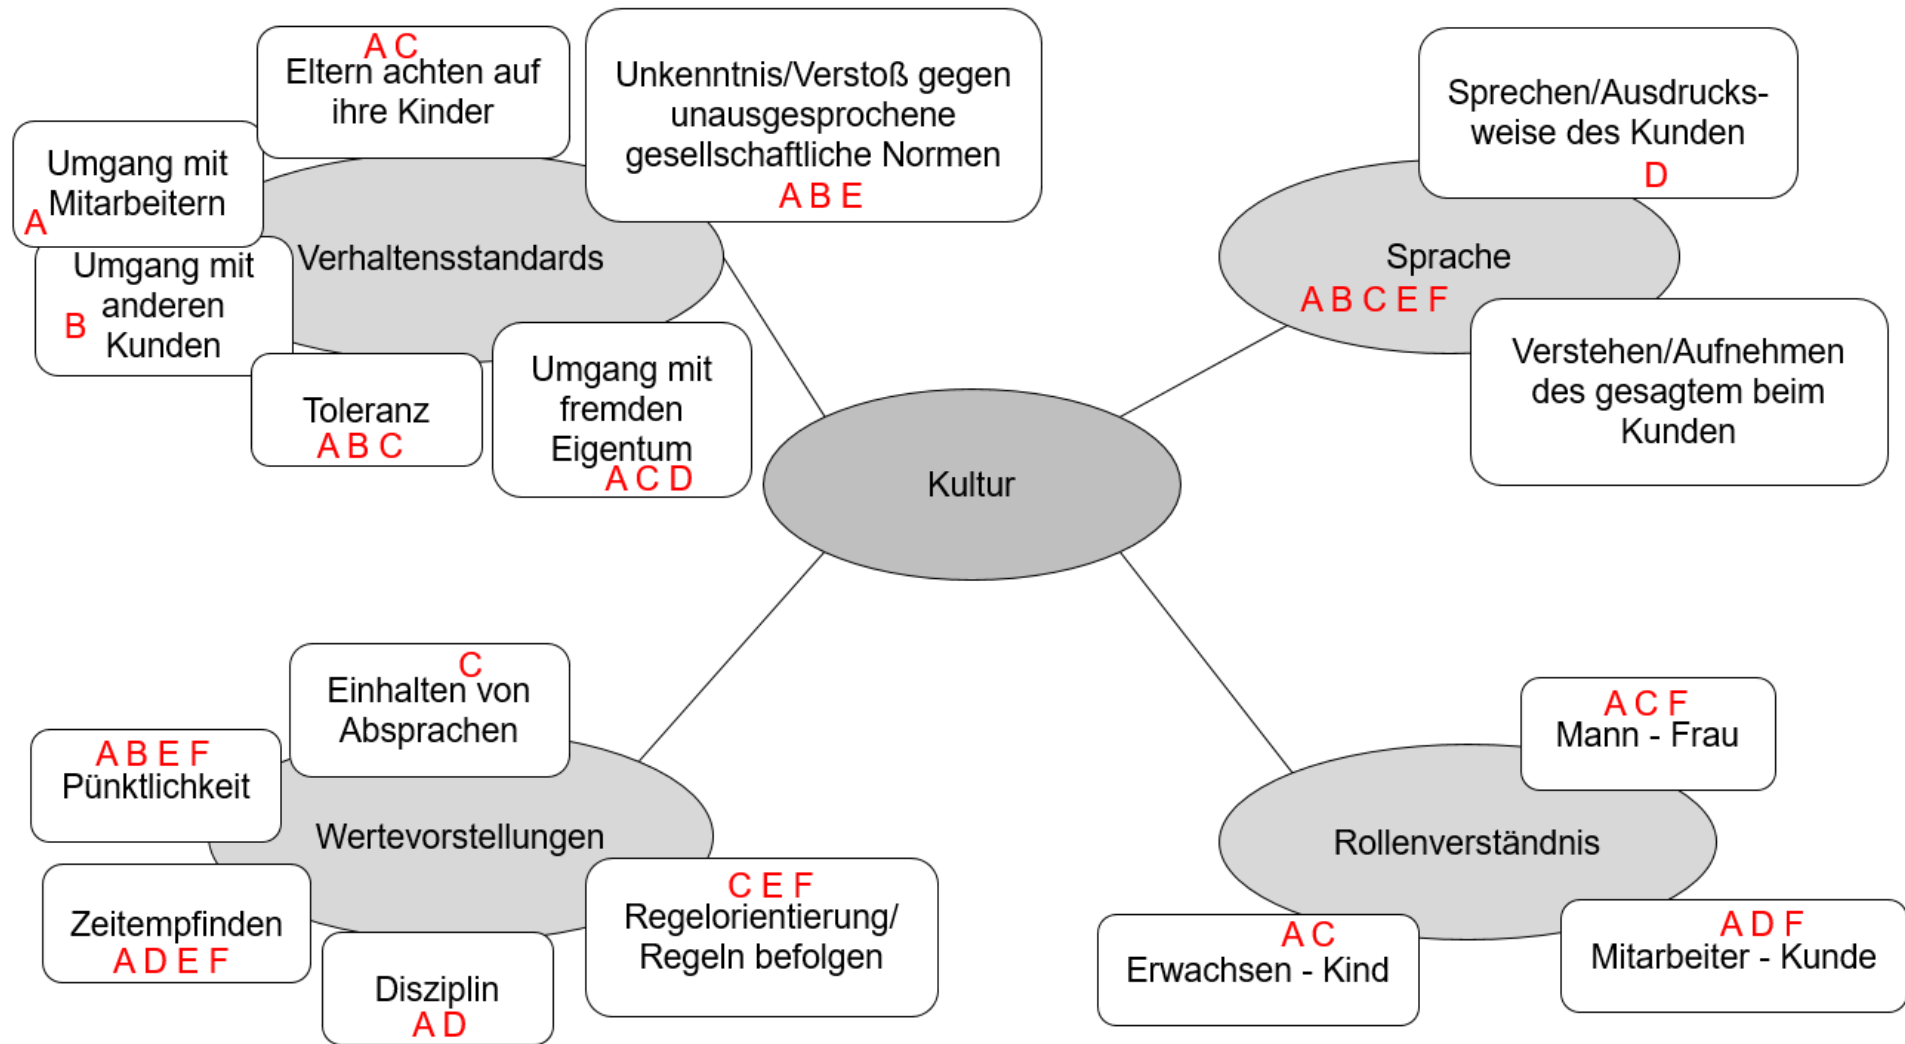 A C
Eltern achten auf
ihre Kinder
Unkenntnis/Verstoß gegen
unausgesprochene
gesellschaftliche Normen
A B E
Umgang mit
Mitarbeitern
A
Umgang mit
anderen
Kunden
B
Verhaltensstandards
Toleranz
A B C
Umgang mit
fremden
Eigentum
A C D
Sprechen/Ausdrucks-
weise des Kunden
D
Sprache
A B C E F
Verstehen/Aufnehmen
des gesagtem beim
Kunden
Kultur
C
Einhalten von
Absprachen
A B E F
Pünktlichkeit
Wertevorstellungen
Zeitempfinden
A D E F
Disziplin
A D
C E F
Regelorientierung/
Regeln befolgen
A C F
Mann - Frau
Rollenverständnis
A C
Erwachsen - Kind
A D F
Mitarbeiter - Kunde